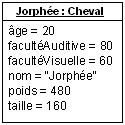 Jorphée : Cheval
âge = 20
facultéAuditive = 80
facultéVisuelle = 60
nom = "Jorphée"
poids = 480
taille = 160